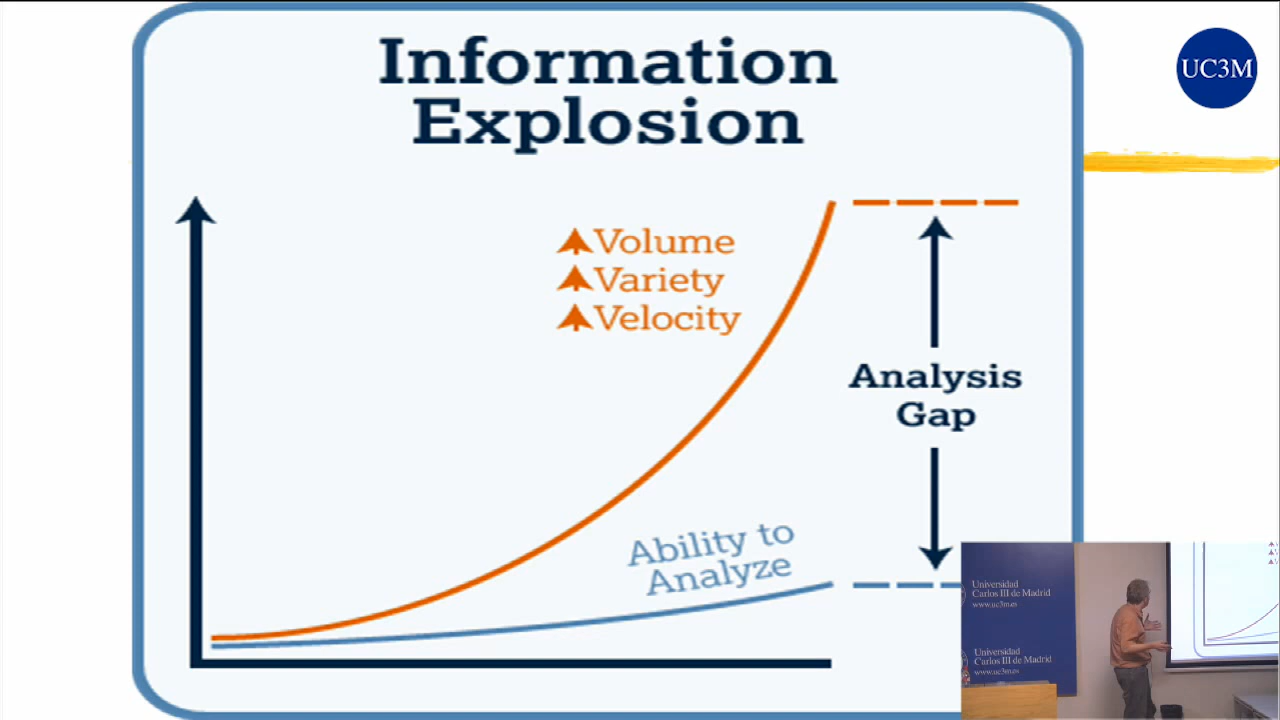 Information
Explosion
UC3M
Volume
Variety
Velocity
Analysis
Gap
Ability to
Analyze
Universidad
Carlos III de Madrid
www.uc3m.es
Universidad
Carlos III de Madrid
www.uc3m.es